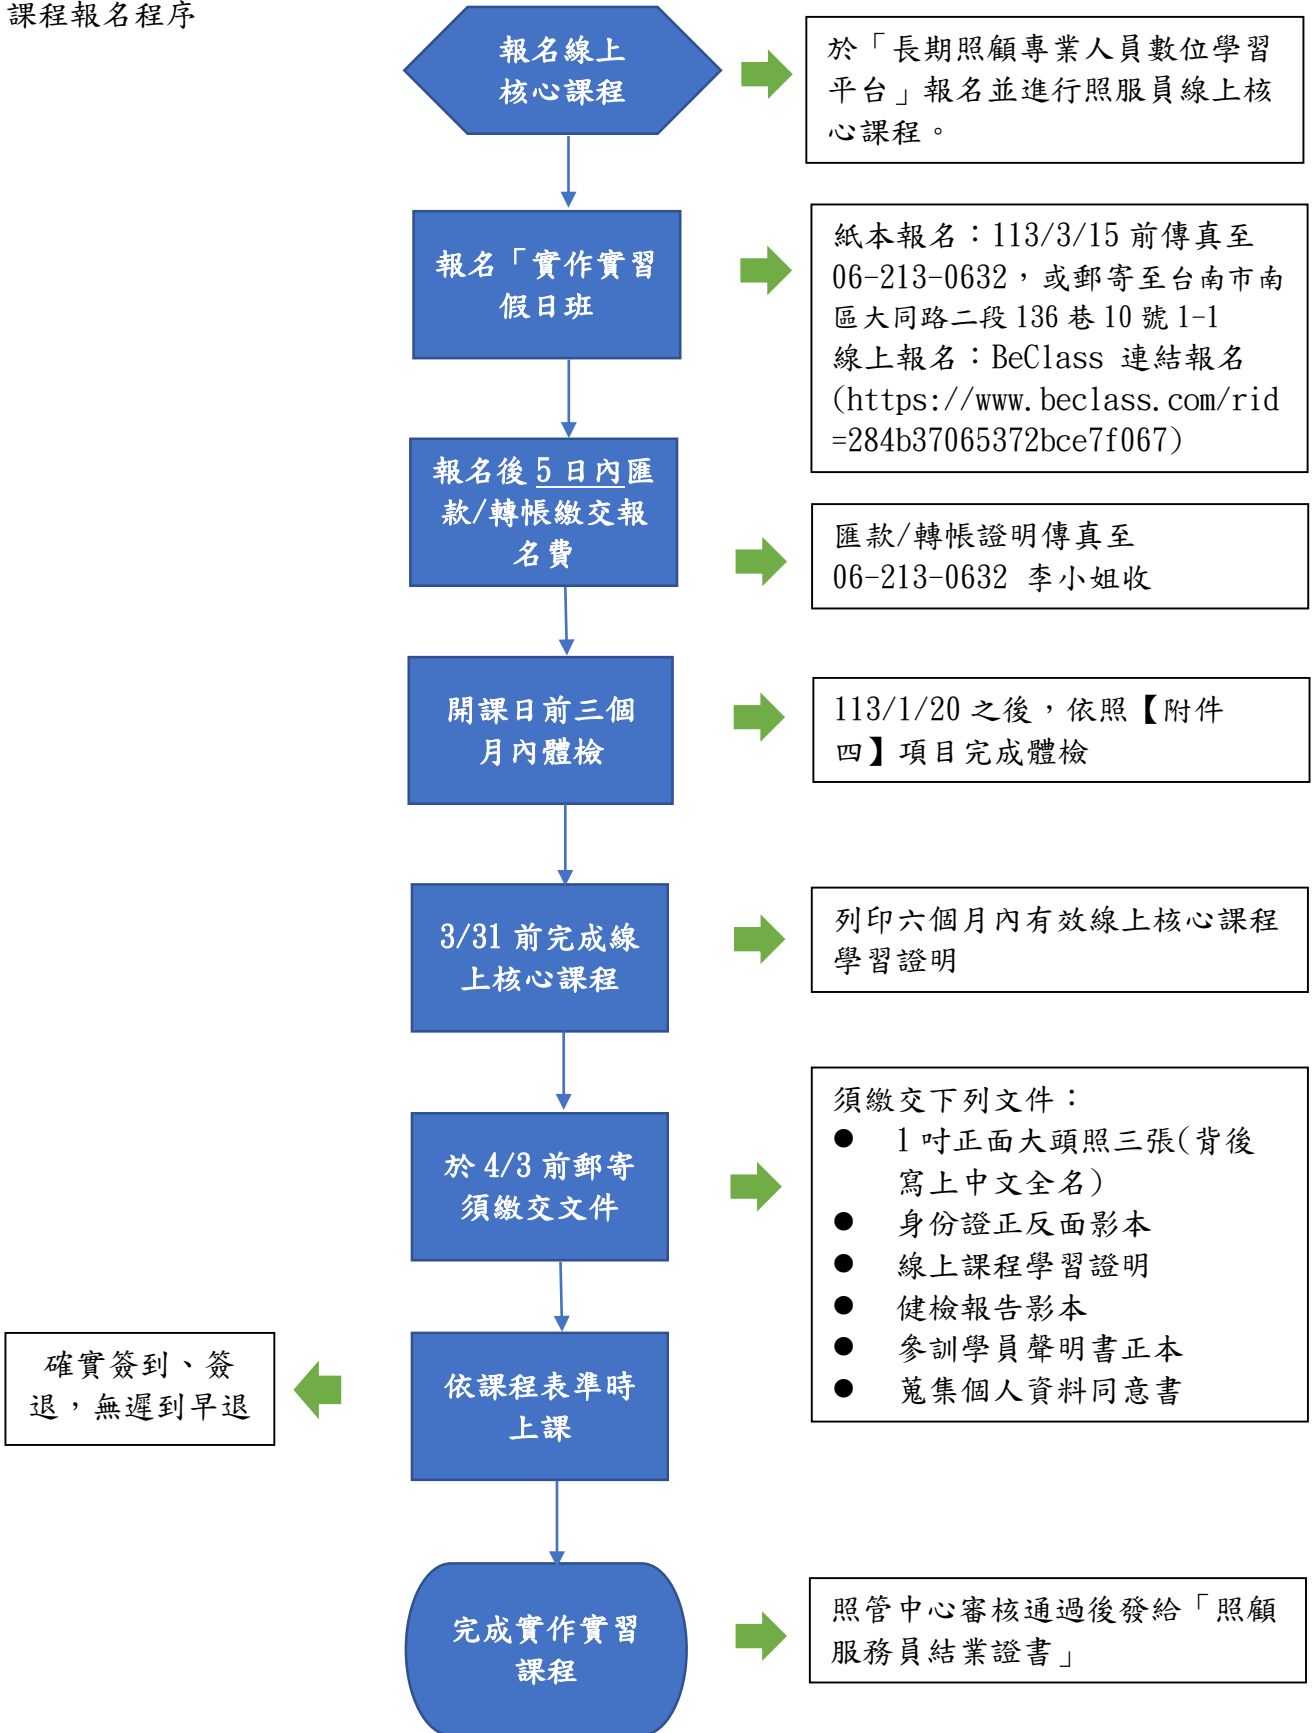 課程報名程序
報名線上
核心課程
於「長期照顧專業人員數位學習
平台」報名並進行照服員線上核
心課程。
報名「實作實習
假日班
紙本報名：113/3/15 前傳真至
06-213-0632，或郵寄至台南市南
區大同路二段 136 巷 10 號 1-1
線上報名：BeClass 連結報名
(https://www.beclass.com/rid
=284b37065372bce7f067)
報名後 5 日內匯
款/轉帳繳交報
名費
匯款/轉帳證明傳真至
06-213-0632 李小姐收
開課日前三個
月內體檢
113/1/20 之後，依照【附件
四】項目完成體檢
3/31 前完成線
上核心課程
列印六個月內有效線上核心課程
學習證明
於 4/3 前郵寄
須繳交文件
須繳交下列文件：
● 1 吋正面大頭照三張(背後
寫上中文全名)
● 身份證正反面影本
● 線上課程學習證明
● 健檢報告影本
● 參訓學員聲明書正本
● 蒐集個人資料同意書
依課程表準時
上課
確實簽到、簽
退，無遲到早退
完成實作實習
課程
照管中心審核通過後發給「照顧
服務員結業證書」